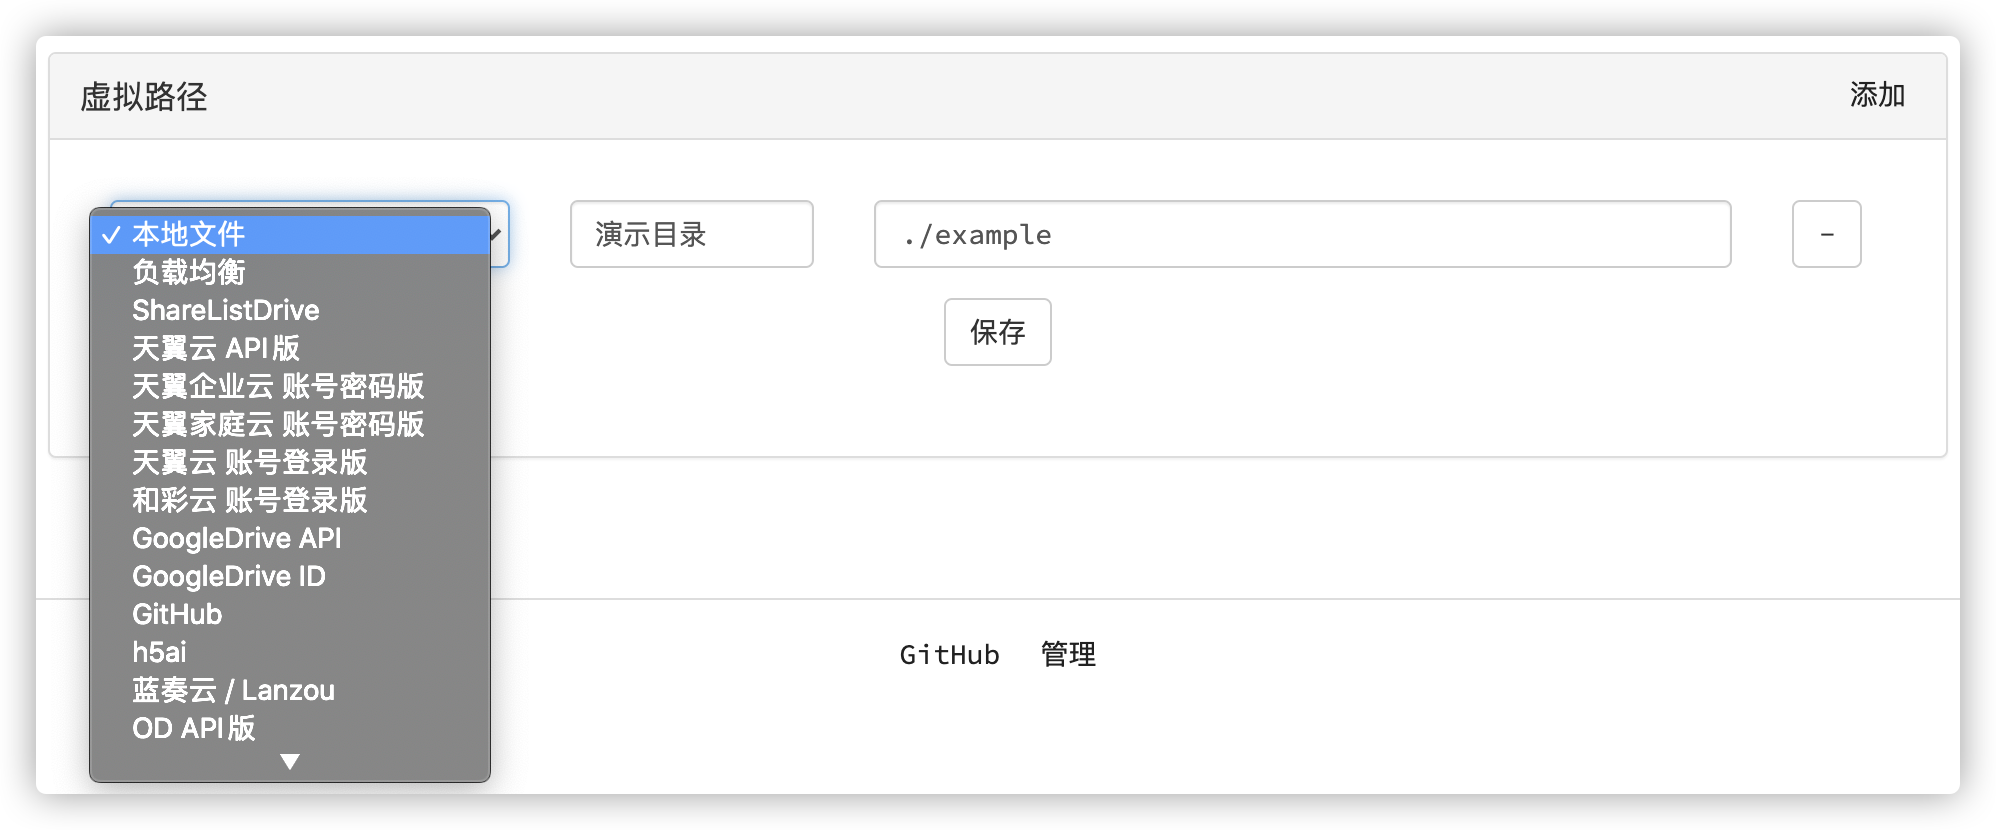 虚拟路径 添加
✓ 本地文件 演示目录 ./example -
负载均衡
ShareListDrive
保存
天翼云 API版
天翼企业云 账号密码版
天翼家庭云 账号密码版
天翼云 账号登录版
和彩云 账号登录版
GoogleDrive API
GoogleDrive ID
GitHub
h5ai
蓝奏云 / Lanzou
OD API版
GitHub 管理